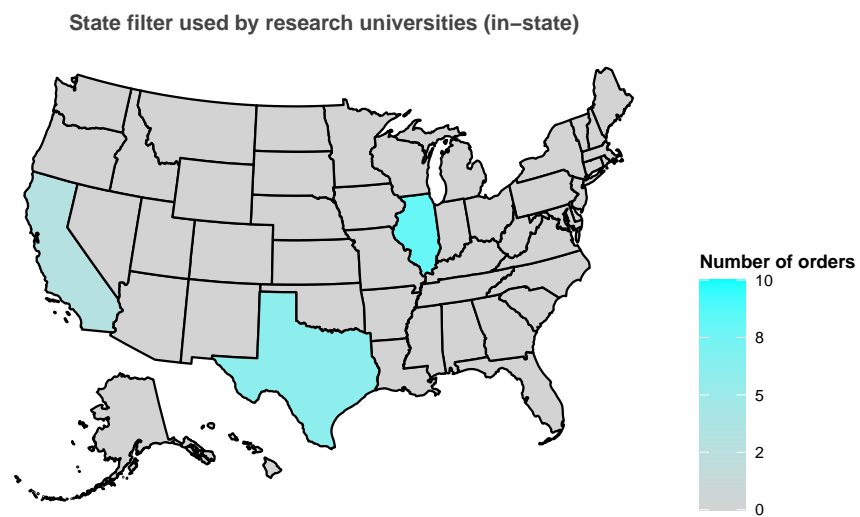 State filter used by research universities (in−state)
Number of orders
10
8
5
2
0